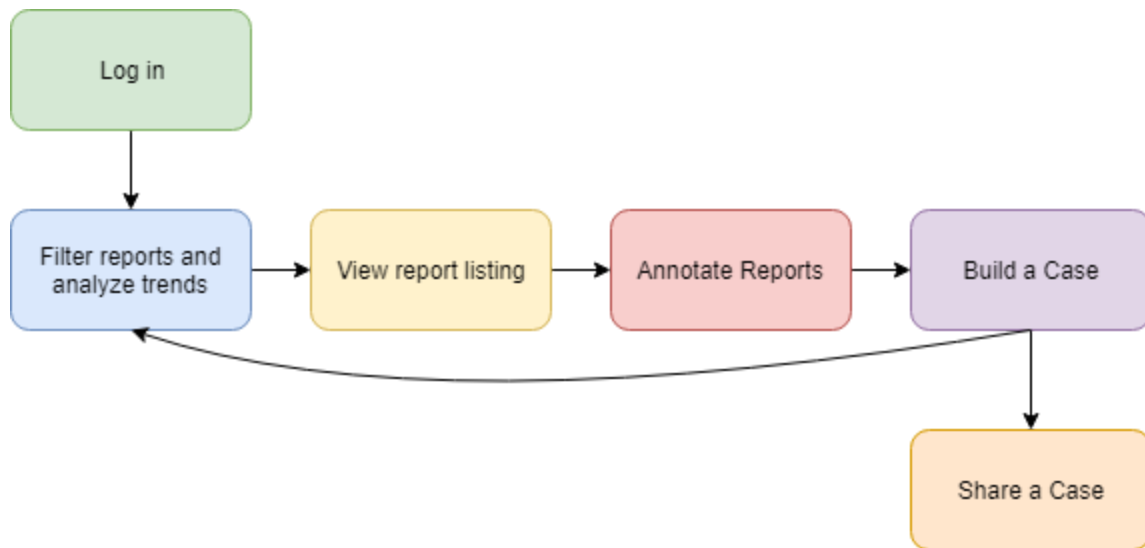 Log in
Filter reports and
analyze trends
View report listing
Annotate Reports
Build a Case
Share a Case